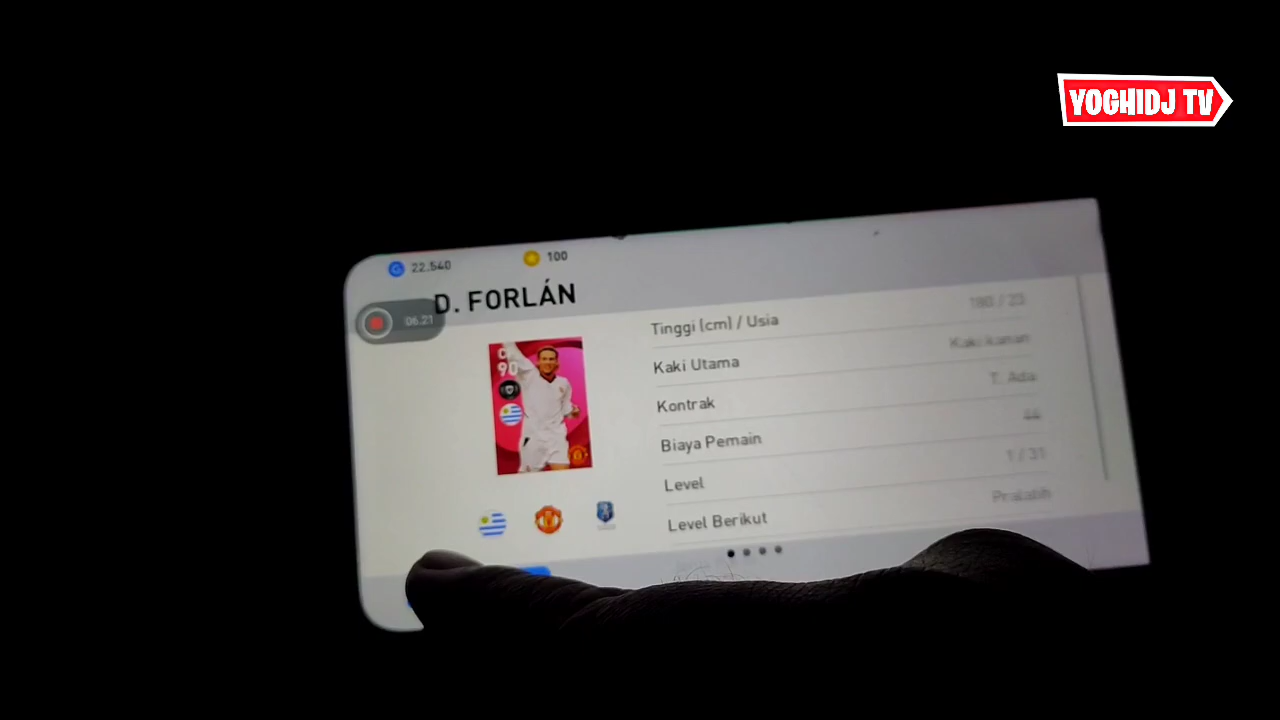 YOGHIDJ TV
22.540
100
D. FORLÁN
06.21
90
Tinggi (cm) / Usia
180 / 23
Kaki Utama
Kaki kanan
Kontrak
T. Ada
Biaya Pemain
44
Level
1 / 31
Level Berikut
Pralatih